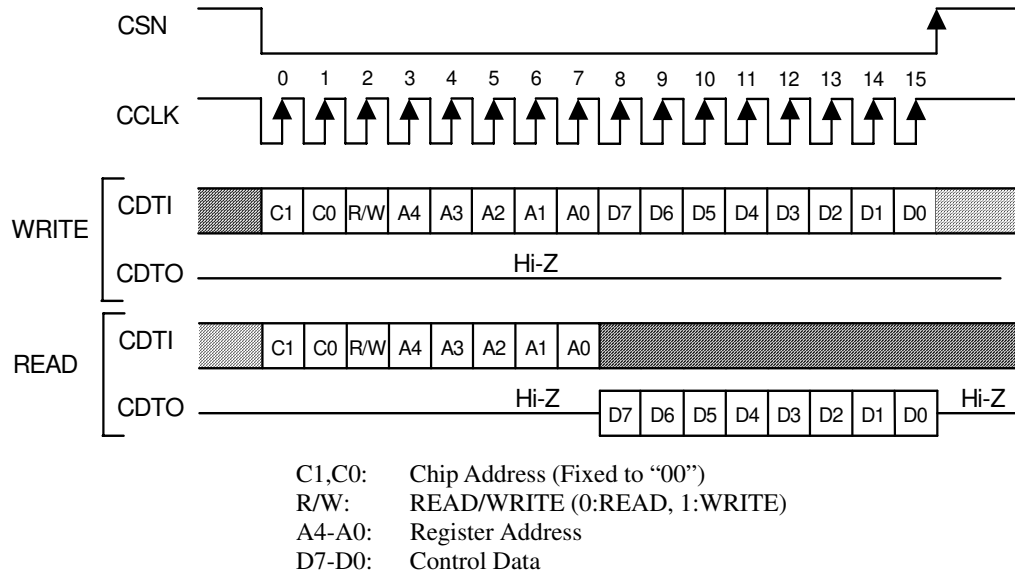 CSN
0 1 2 3 4 5 6 7 8 9 10 11 12 13 14 15
CCLK
WRITE
CDTI C1 C0 R/W A4 A3 A2 A1 A0 D7 D6 D5 D4 D3 D2 D1 D0
Hi-Z
CDTO
READ
CDTI C1 C0 R/W A4 A3 A2 A1 A0
CDTO Hi-Z D7 D6 D5 D4 D3 D2 D1 D0 Hi-Z
C1,C0: Chip Address (Fixed to “00”)
R/W: READ/WRITE (0:READ, 1:WRITE)
A4-A0: Register Address
D7-D0: Control Data